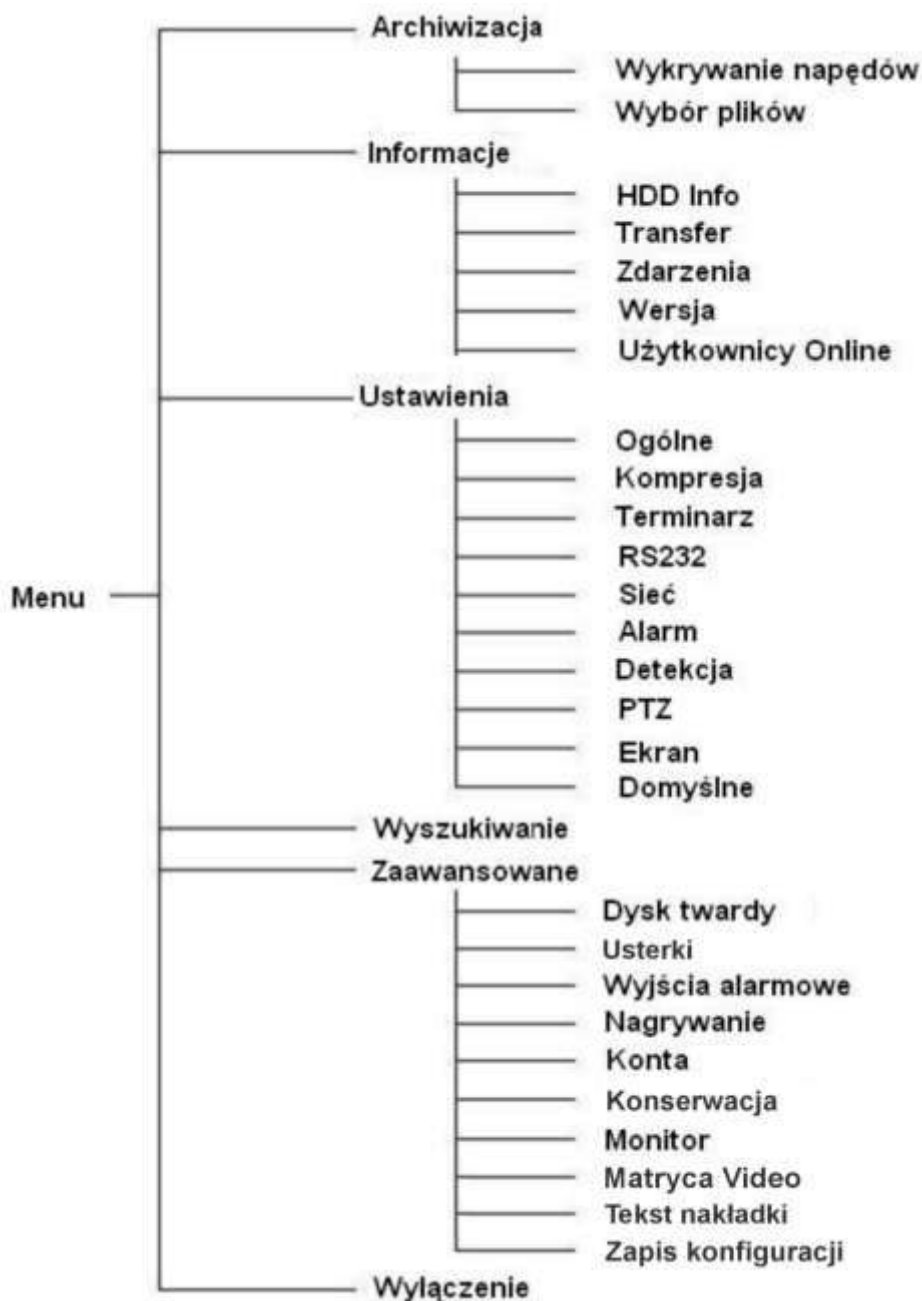 Archiwizacja
Wykrywanie napędów
Wybór plików
Informacje
HDD Info
Transfer
Zdarzenia
Wersja
Użytkownicy Online
Ustawienia
Ogólne
Kompresja
Terminarz
RS232
Menu
Sieć
Alarm
Detekcja
PTZ
Ekran
Domyślne
Wyszukiwanie
Zaawansowane
Dysk twardy
Usterki
Wyjścia alarmowe
Nagrywanie
Konta
Konserwacja
Monitor
Matryca Video
Tekst nakładki
Zapis konfiguracji
Wyłączenie